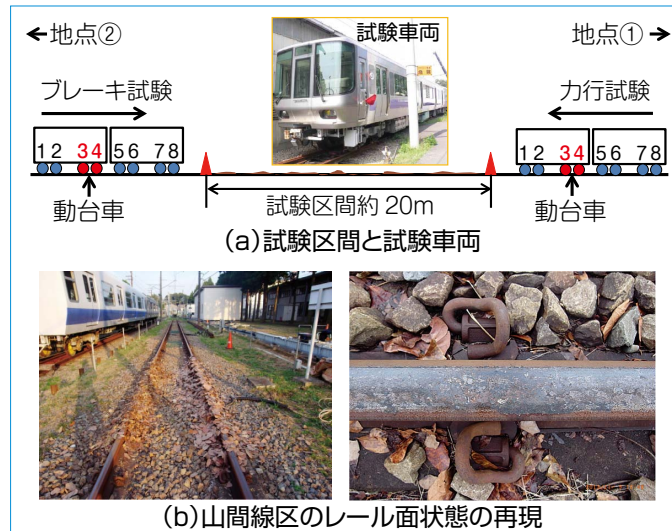 ←地点②
試験車両
地点①→
ブレーキ試験
力行試験
12 34 56 78
12 34 56 78
動台車
試験区間約 20m
動台車
(a)試験区間と試験車両
(b)山間線区のレール面状態の再現